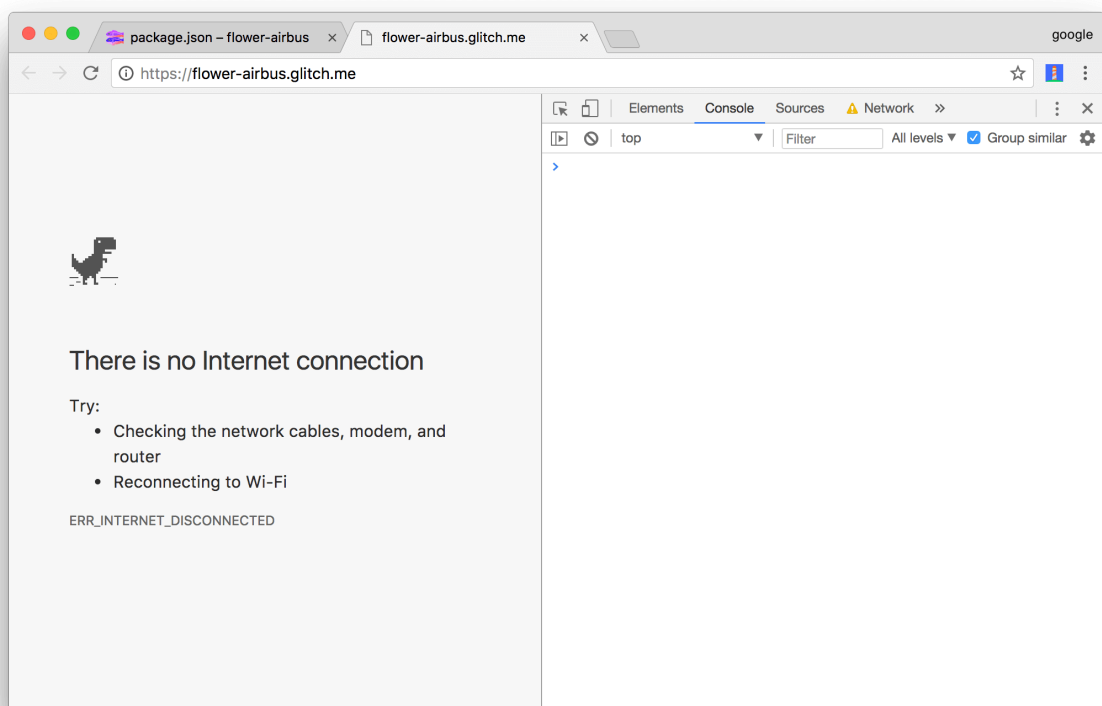 package.json – flower-airbus
flower-airbus.glitch.me
google
https://flower-airbus.glitch.me
Elements Console Sources Network
top Filter All levels Group similar
There is no Internet connection
Try:
• Checking the network cables, modem, and
router
• Reconnecting to Wi-Fi
ERR_INTERNET_DISCONNECTED